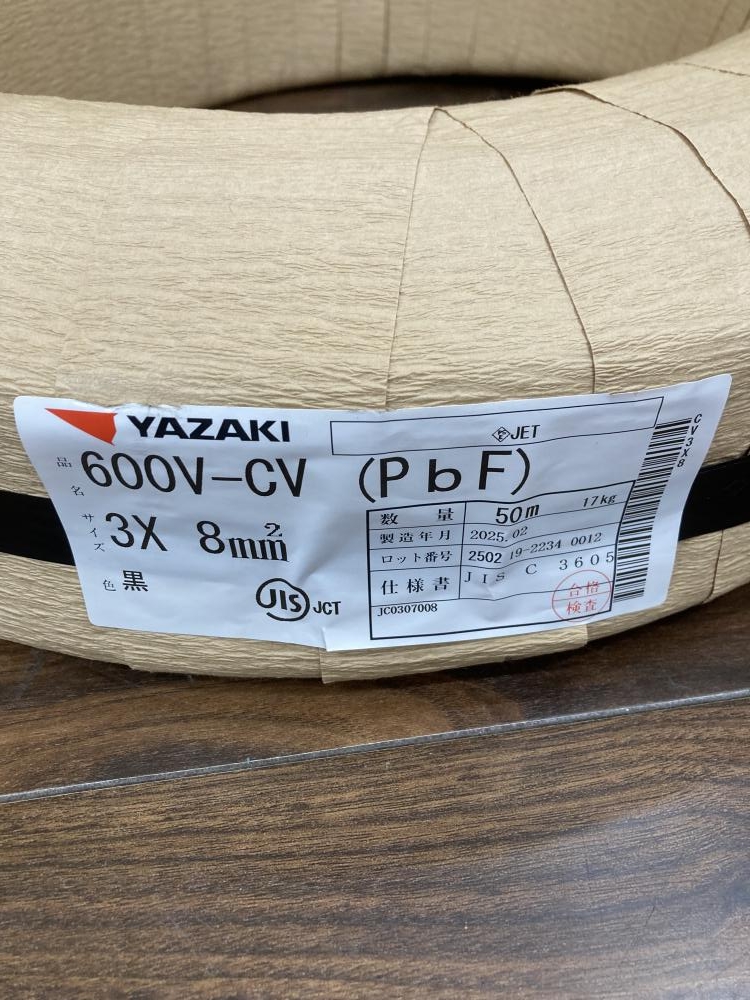 YAZAKI
<PS>E JET
品名 600V-CV (PbF)
サイズ 3X 8mm2
色 黒
JIS JCT
数 量 50m 17kg
製造年月 2025.02
ロット番号 2502 19-2234 0012
仕様書 JIS C 3605
JC0307008
合格
検査
CV3X8